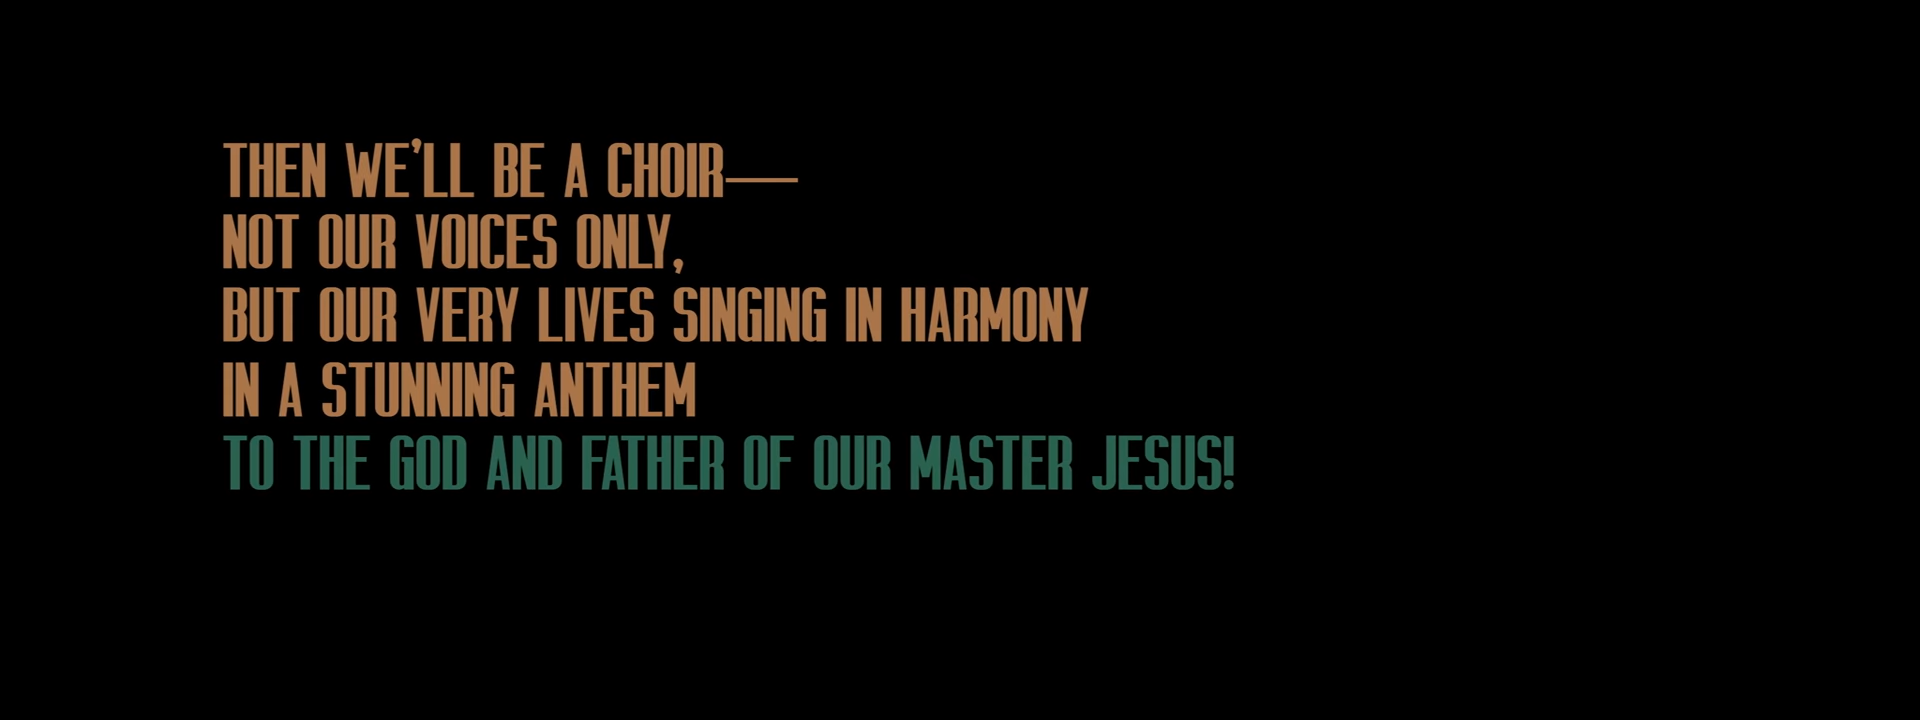 THEN WE'LL BE A CHOIR—
NOT OUR VOICES ONLY,
BUT OUR VERY LIVES SINGING IN HARMONY
IN A STUNNING ANTHEM
TO THE GOD AND FATHER OF OUR MASTER JESUS!